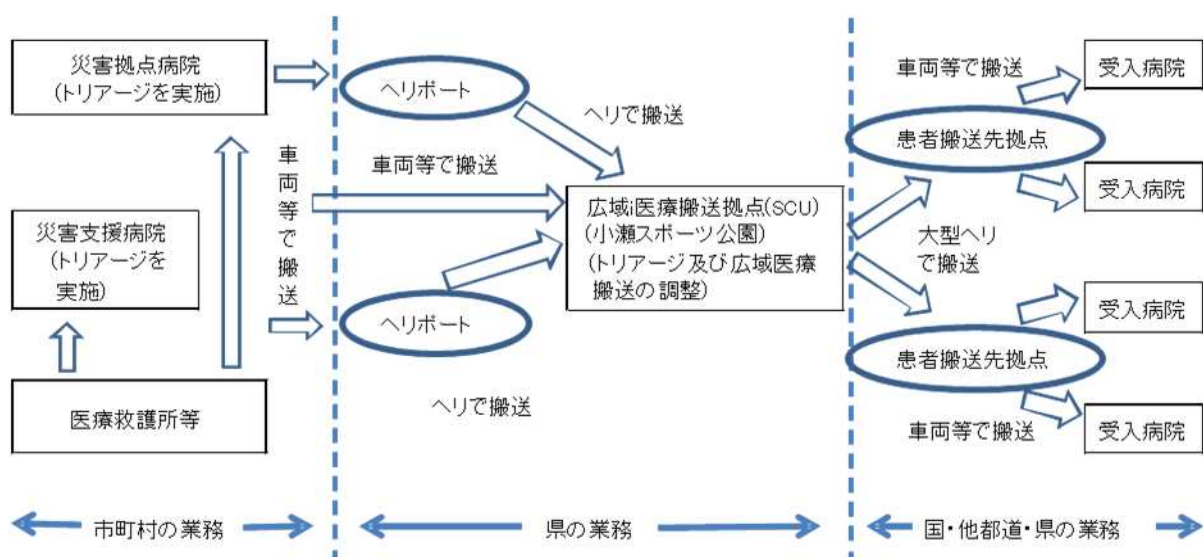 災害拠点病院
(トリアージを実施)
災害支援病院
(トリアージを
実施)
医療救護所等
車両等で搬送
ヘリポート
ヘリで搬送
車両等で搬送
ヘリポート
ヘリで搬送
広域i医療搬送拠点(SCU)
(小瀬スポーツ公園)
(トリアージ及び広域医療
搬送の調整)
車両等で搬送
受入病院
患者搬送先拠点
受入病院
大型ヘリ
で搬送
受入病院
患者搬送先拠点
車両等で搬送
受入病院
市町村の業務
県の業務
国・他都道・県の業務